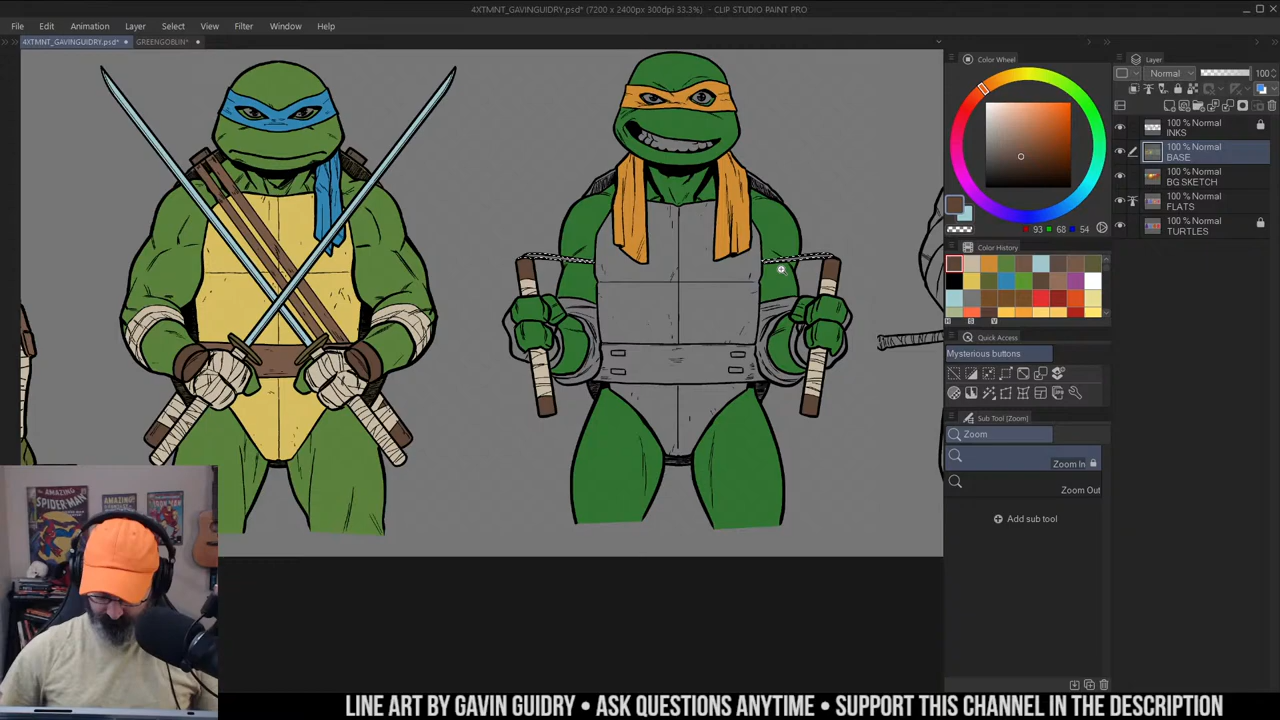 4XTMNT_GAVINGUIDRY.psd* (7200 x 2400px 300dpi 33.3%) - CLIP STUDIO PAINT PRO
File Edit Animation Layer Select View Filter Window Help
4XTMNT_GAVINGUIDRY.psd* GREENGOBLIN*
Color Wheel
93 68 54
Color History
H S V
Quick Access
Mysterious buttons
Sub Tool [Zoom]
Zoom
Zoom In
Zoom Out
Add sub tool
Layer
Normal 100
100 % Normal
INKS
100 % Normal
BASE
100 % Normal
BG SKETCH
100 % Normal
FLATS
100 % Normal
TURTLES
THE AMAZING
SPIDER-MAN
LINE ART BY GAVIN GUIDRY • ASK QUESTIONS ANYTIME • SUPPORT THIS CHANNEL IN THE DESCRIPTION